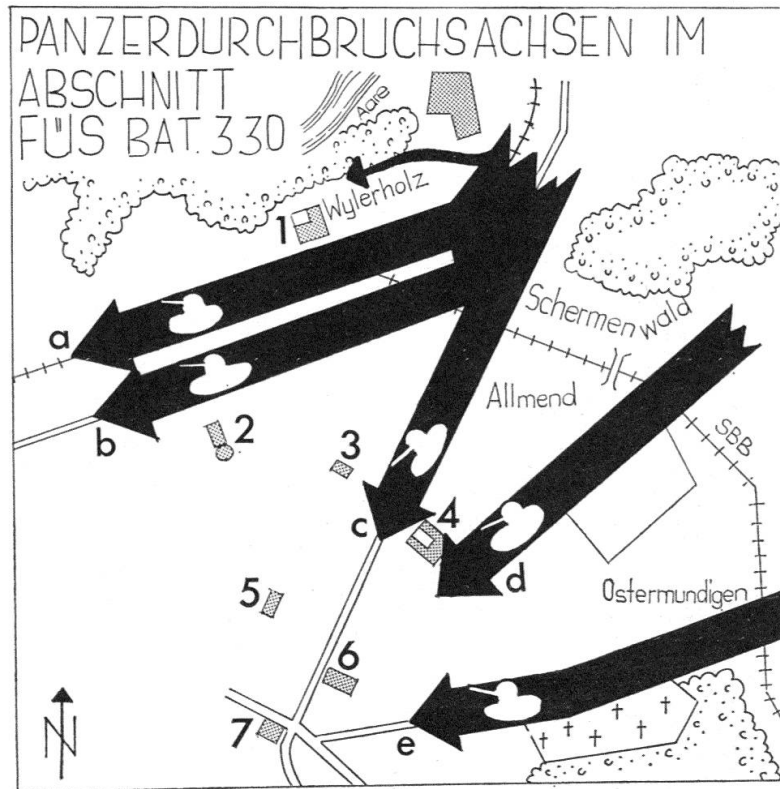 PANZERDURCHBRUCHSACHSEN IM
ABSCHNITT
FÜS BAT. 330
Aare
Wylerholz
1
a
Schermenwald
b
Allmend
2
SBB
3
c
4
d
5
Ostermundigen
6
7
e
N